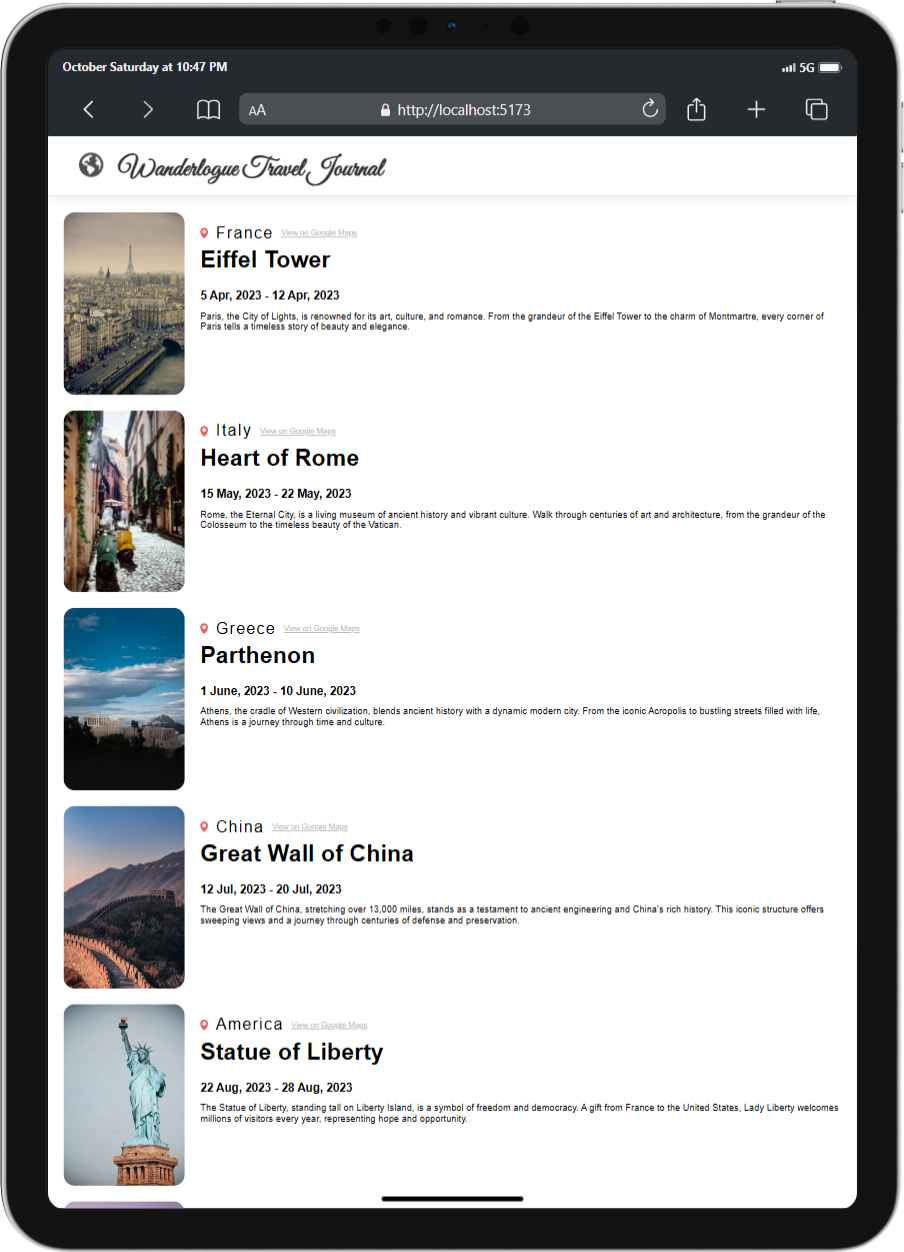 October Saturday at 10:47 PM
5G
AA
http://localhost:5173
Wanderlogue Travel Journal
France View on Google Maps
Eiffel Tower
5 Apr, 2023 - 12 Apr, 2023
Paris, the City of Lights, is renowned for its art, culture, and romance. From the grandeur of the Eiffel Tower to the charm of Montmartre, every corner of
Paris tells a timeless story of beauty and elegance.
Italy View on Google Maps
Heart of Rome
15 May, 2023 - 22 May, 2023
Rome, the Eternal City, is a living museum of ancient history and vibrant culture. Walk through centuries of art and architecture, from the grandeur of the
Colosseum to the timeless beauty of the Vatican.
Greece View on Google Maps
Parthenon
1 June, 2023 - 10 June, 2023
Athens, the cradle of Western civilization, blends ancient history with a dynamic modern city. From the iconic Acropolis to bustling streets filled with life,
Athens is a journey through time and culture.
China View on Google Maps
Great Wall of China
12 Jul, 2023 - 20 Jul, 2023
The Great Wall of China, stretching over 13,000 miles, stands as a testament to ancient engineering and China's rich history. This iconic structure offers
sweeping views and a journey through centuries of defense and preservation.
America View on Google Maps
Statue of Liberty
22 Aug, 2023 - 28 Aug, 2023
The Statue of Liberty, standing tall on Liberty Island, is a symbol of freedom and democracy. A gift from France to the United States, Lady Liberty welcomes
millions of visitors every year, representing hope and opportunity.